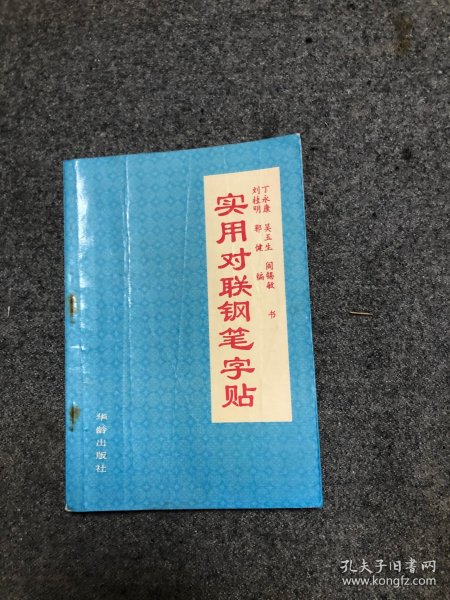 丁永康 吴玉生 阎锡敏 书
刘桂明 郭健 编
实用对联钢笔字贴
华龄出版社
孔夫子旧书网
www.kongfz.com